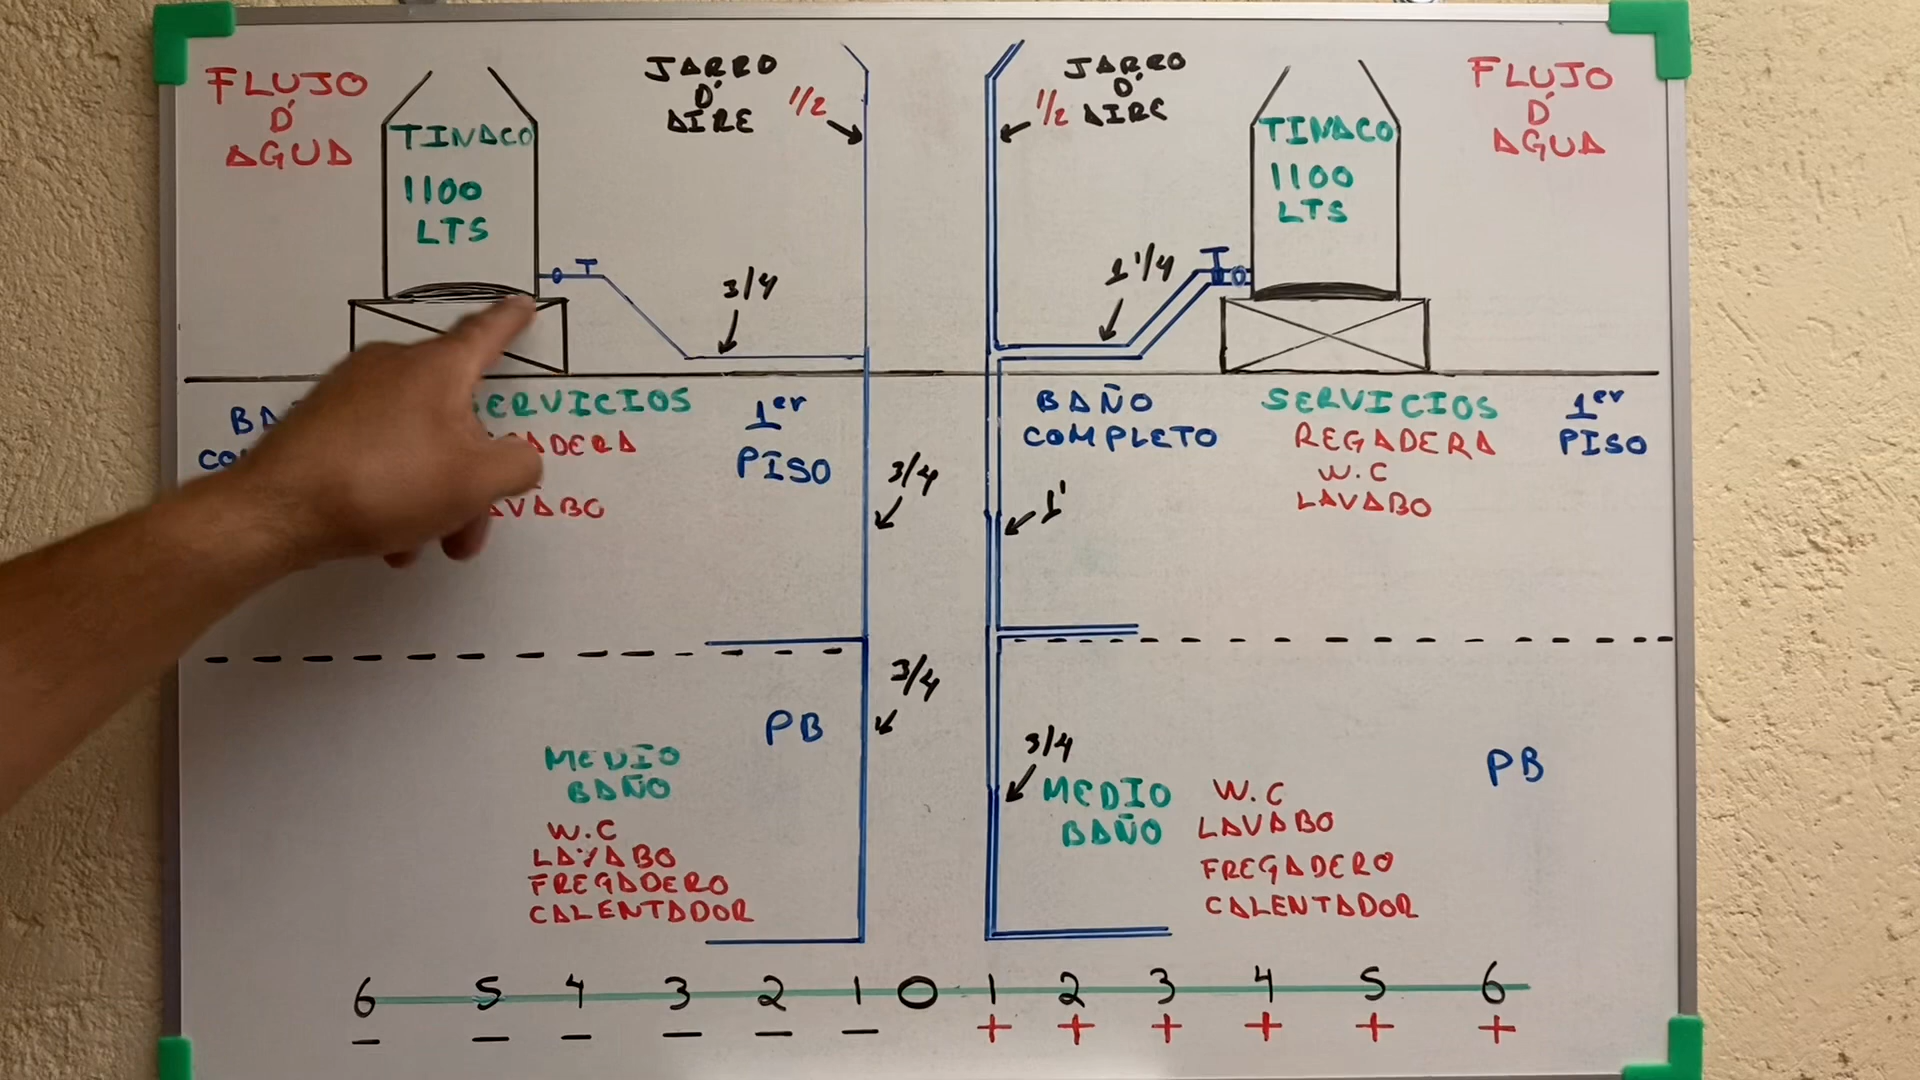 FLUJO
D'
AGUA
TINACO
1100
LTS
JARRO
D'
AIRE
1/2
3/4
JARRO
D'
1/2 AIRE
1 1/4
TINACO
1100
LTS
FLUJO
D'
AGUA
SERVICIOS
LAVABO
1er
PISO
3/4
BAÑO
COMPLETO
1'
SERVICIOS
REGADERA
W.C
LAVABO
1er
PISO
3/4
PB
MEDIO
BAÑO
W.C
LAVABO
FREGADERO
CALENTADOR
3/4
MEDIO
BAÑO
W.C
LAVABO
FREGADERO
CALENTADOR
PB
6 5 4 3 2 1 0 1 2 3 4 5 6
- - - - - - + + + + + +